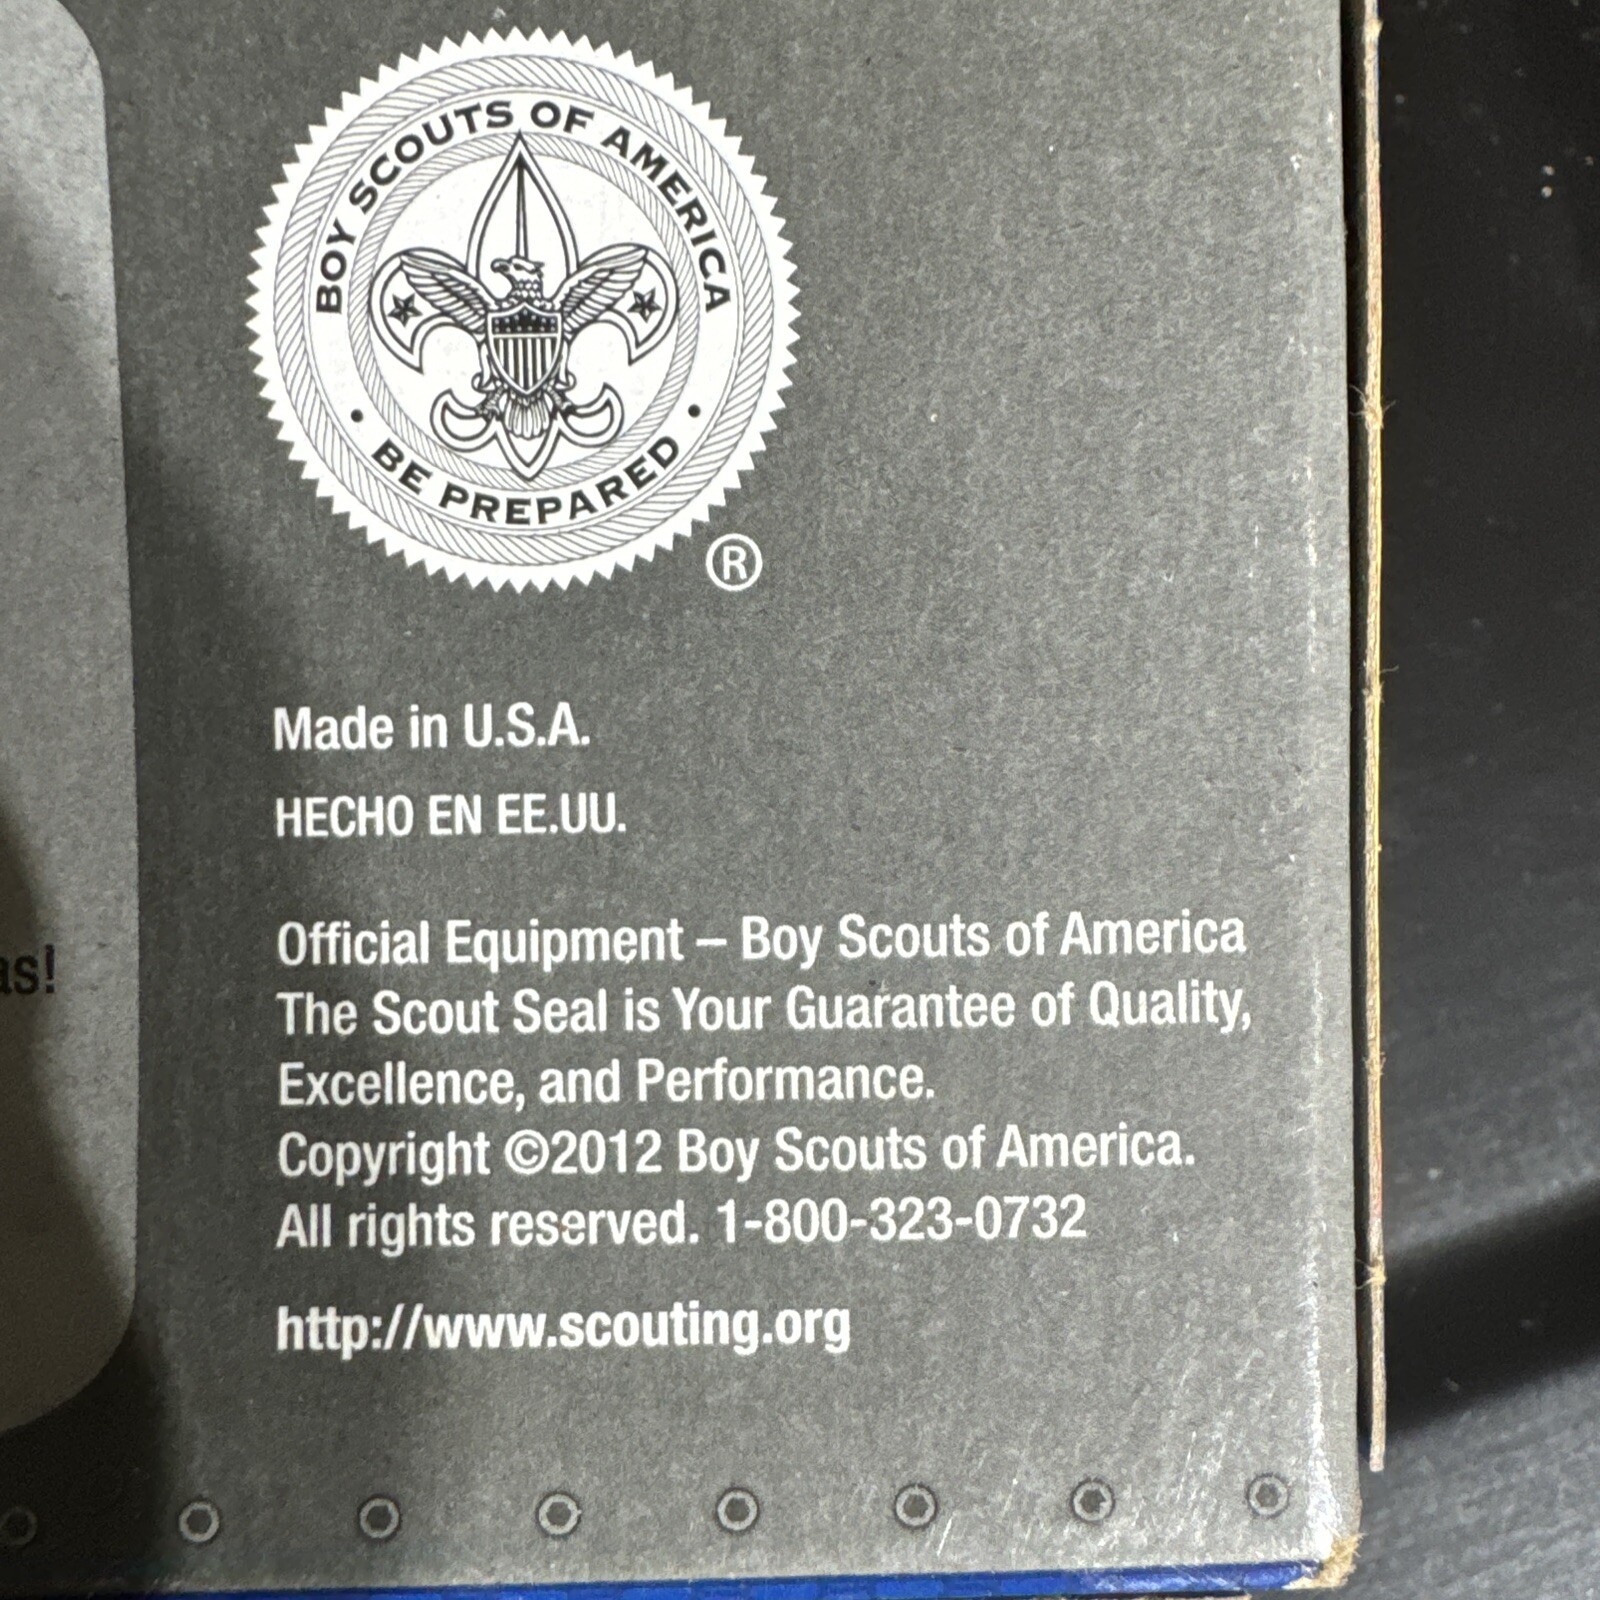 BOY SCOUTS OF AMERICA
• BE PREPARED •
®
Made in U.S.A.
HECHO EN EE.UU.
as!
Official Equipment – Boy Scouts of America
The Scout Seal is Your Guarantee of Quality,
Excellence, and Performance.
Copyright ©2012 Boy Scouts of America.
All rights reserved. 1-800-323-0732
http://www.scouting.org